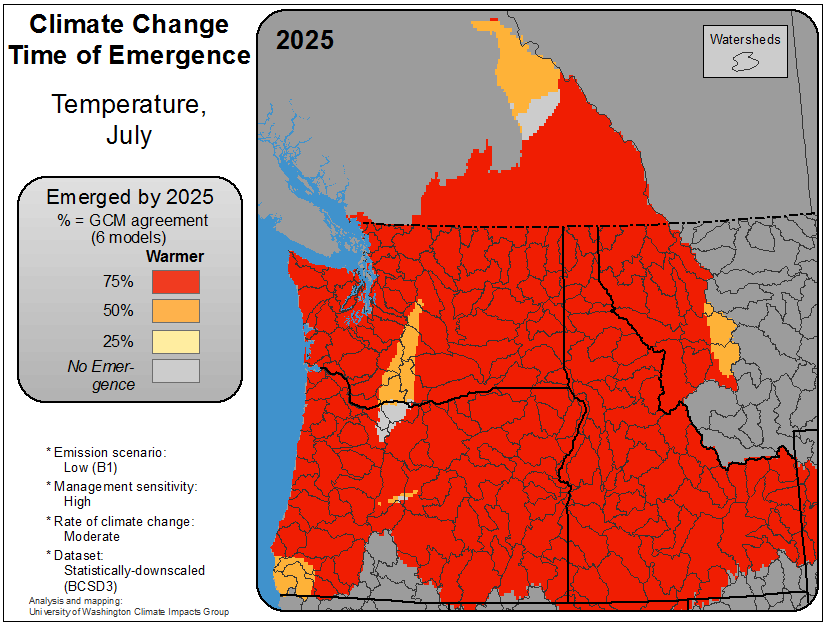 Climate Change
Time of Emergence
Temperature,
July
Emerged by 2025
% = GCM agreement
(6 models)
Warmer
75%
50%
25%
No Emer-
gence
* Emission scenario:
Low (B1)
* Management sensitivity:
High
* Rate of climate change:
Moderate
* Dataset:
Statistically-downscaled
(BCSD3)
Analysis and mapping:
University of Washington Climate Impacts Group
2025
Watersheds